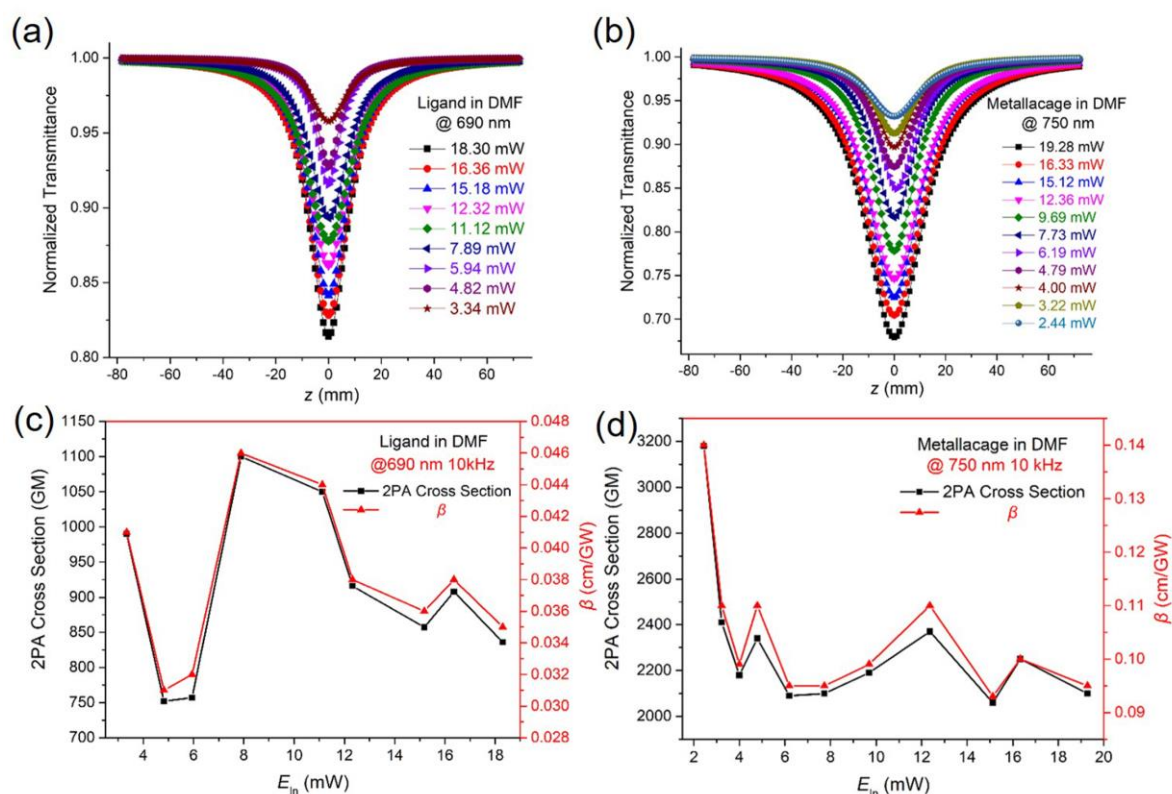 (a)
1.00
0.95
0.90
0.85
0.80
Normalized Transmittance
Ligand in DMF
@ 690 nm
18.30 mW
16.36 mW
15.18 mW
12.32 mW
11.12 mW
7.89 mW
5.94 mW
4.82 mW
3.34 mW
-80 -60 -40 -20 0 20 40 60
z (mm)
(b)
1.00
0.95
0.90
0.85
0.80
0.75
0.70
Normalized Transmittance
Metallacage in DMF
@ 750 nm
19.28 mW
16.33 mW
15.12 mW
12.36 mW
9.69 mW
7.73 mW
6.19 mW
4.79 mW
4.00 mW
3.22 mW
2.44 mW
-80 -60 -40 -20 0 20 40 60
z (mm)
(c)
1150
1100
1050
1000
950
900
850
800
750
700
2PA Cross Section (GM)
Ligand in DMF
@690 nm 10kHz
2PA Cross Section
β
0.048
0.046
0.044
0.042
0.040
0.038
0.036
0.034
0.032
0.030
0.028
β (cm/GW)
4 6 8 10 12 14 16 18
E_in (mW)
(d)
3200
3000
2800
2600
2400
2200
2000
2PA Cross Section (GM)
Metallacage in DMF
@ 750 nm 10 kHz
2PA Cross Section
β
0.14
0.13
0.12
0.11
0.10
0.09
β (cm/GW)
2 4 6 8 10 12 14 16 18 20
E_in (mW)